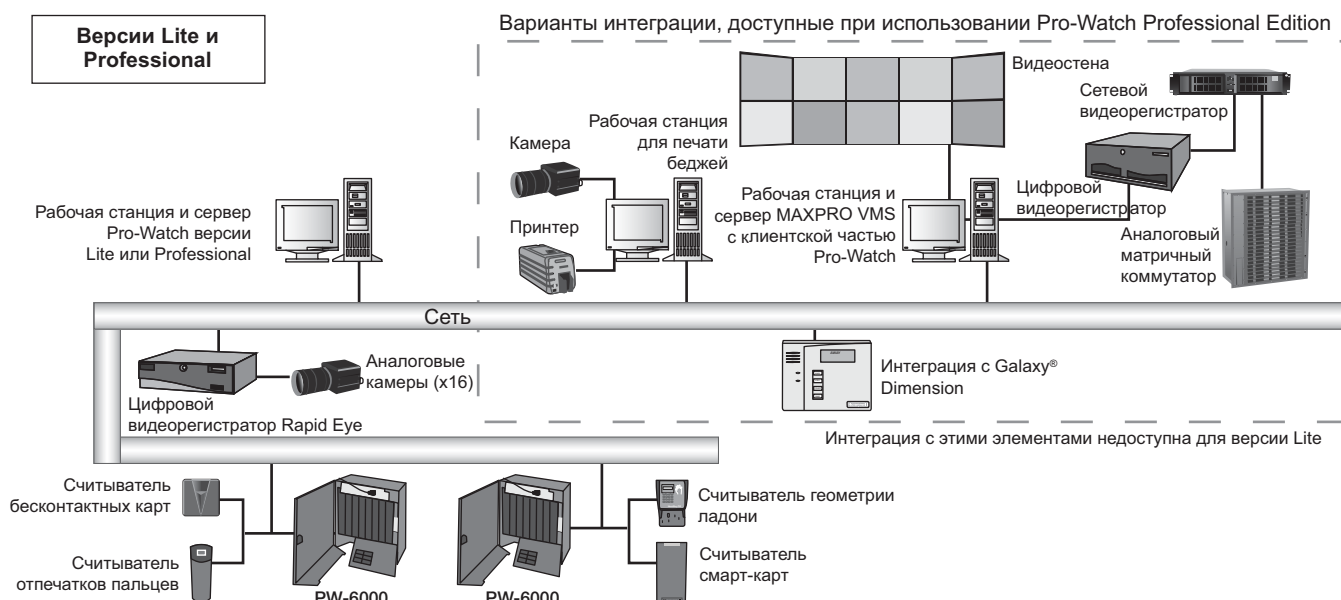 Версии Lite и
Professional
Варианты интеграции, доступные при использовании Pro-Watch Professional Edition
Видеостена
Сетевой
видеорегистратор
Рабочая станция
для печати
беджей
Камера
Принтер
Рабочая станция и сервер
Pro-Watch версии
Lite или Professional
Рабочая станция и
сервер MAXPRO VMS
с клиентской частью
Pro-Watch
Цифровой
видеорегистратор
Аналоговый
матричный
коммутатор
Сеть
Аналоговые
камеры (x16)
Цифровой
видеорегистратор Rapid Eye
Интеграция с Galaxy®
Dimension
Интеграция с этими элементами недоступна для версии Lite
Считыватель
бесконтактных карт
Считыватель
отпечатков пальцев
PW-6000
PW-6000
Считыватель геометрии
ладони
Считыватель
смарт-карт